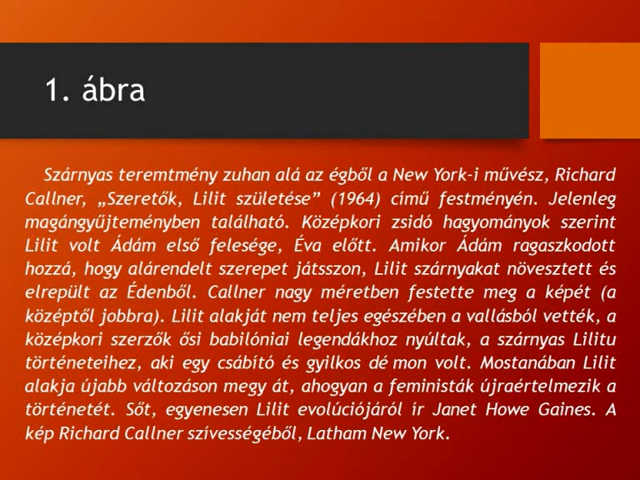 1. ábra
Szárnyas teremtmény zuhan alá az égből a New York-i művész, Richard
Callner, „Szeretők, Lilit születése” (1964) című festményén. Jelenleg
magángyűjteményben található. Középkori zsidó hagyományok szerint
Lilit volt Ádám első felesége, Éva előtt. Amikor Ádám ragaszkodott
hozzá, hogy alárendelt szerepet játsszon, Lilit szárnyakat növesztett és
elrepült az Édenből. Callner nagy méretben festette meg a képét (a
középtől jobbra). Lilit alakját nem teljes egészében a vallásból vették, a
középkori szerzők ősi babilóniai legendákhoz nyúltak, a szárnyas Lilitu
történeteihez, aki egy csábító és gyilkos dé mon volt. Mostanában Lilit
alakja újabb változáson megy át, ahogyan a feministák újraértelmezik a
történetét. Sőt, egyenesen Lilit evolúciójáról ír Janet Howe Gaines. A
kép Richard Callner szívességéből, Latham New York.